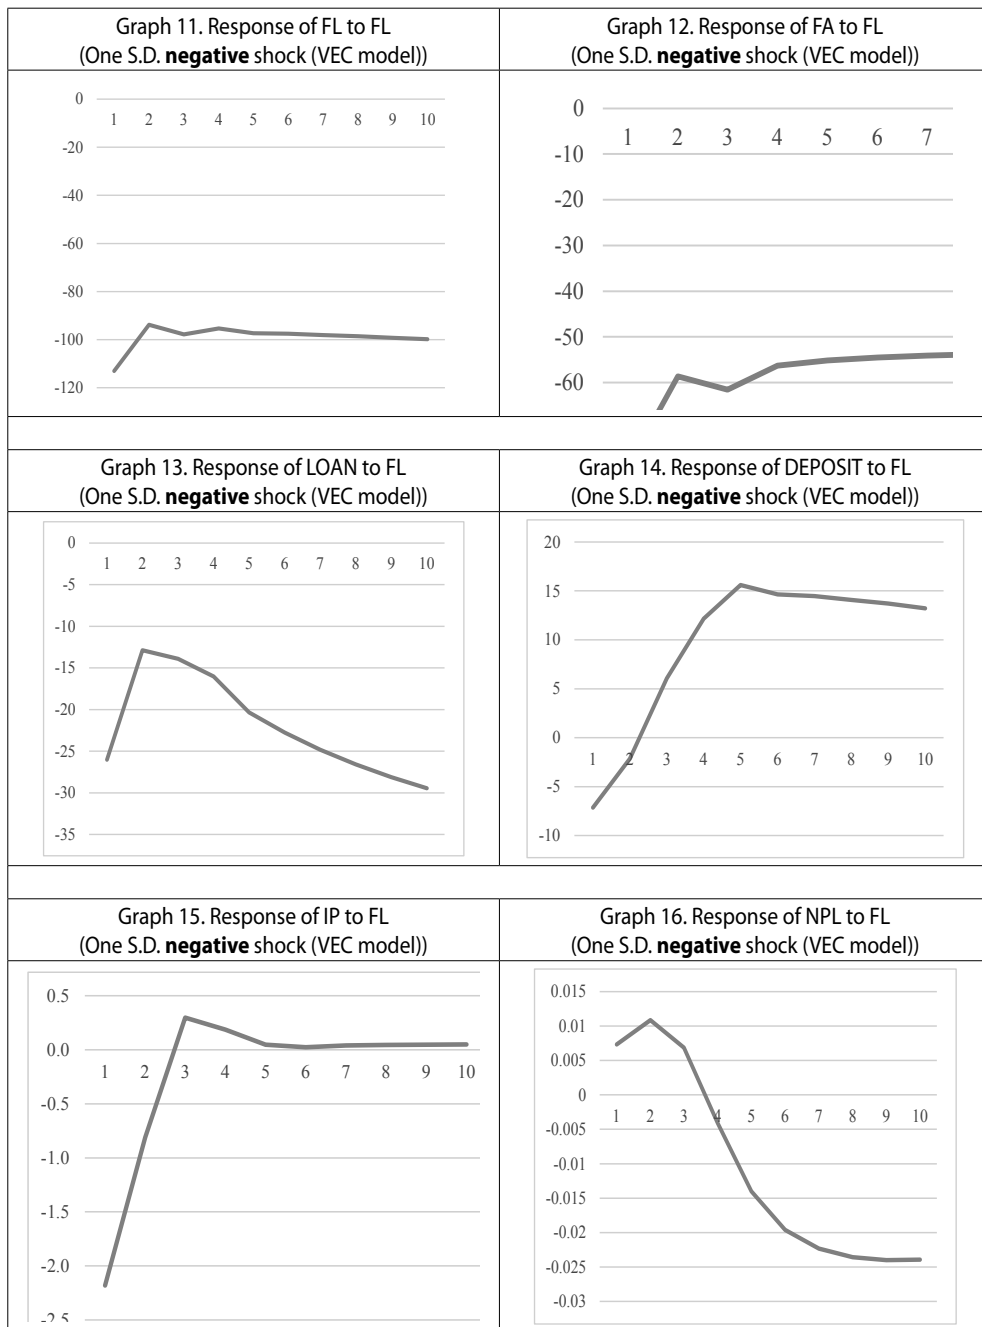 Graph 11. Response of FL to FL
(One S.D. negative shock (VEC model))
Graph 12. Response of FA to FL
(One S.D. negative shock (VEC model))
0
1 2 3 4 5 6 7 8 9 10
-20
-40
-60
-80
-100
-120
0
1 2 3 4 5 6 7
-10
-20
-30
-40
-50
-60
Graph 13. Response of LOAN to FL
(One S.D. negative shock (VEC model))
Graph 14. Response of DEPOSIT to FL
(One S.D. negative shock (VEC model))
0
1 2 3 4 5 6 7 8 9 10
-5
-10
-15
-20
-25
-30
-35
20
15
10
5
0
1 2 3 4 5 6 7 8 9 10
-5
-10
Graph 15. Response of IP to FL
(One S.D. negative shock (VEC model))
Graph 16. Response of NPL to FL
(One S.D. negative shock (VEC model))
0.5
0.0
1 2 3 4 5 6 7 8 9 10
-0.5
-1.0
-1.5
-2.0
-2.5
0.015
0.01
0.005
0
1 2 3 4 5 6 7 8 9 10
-0.005
-0.01
-0.015
-0.02
-0.025
-0.03